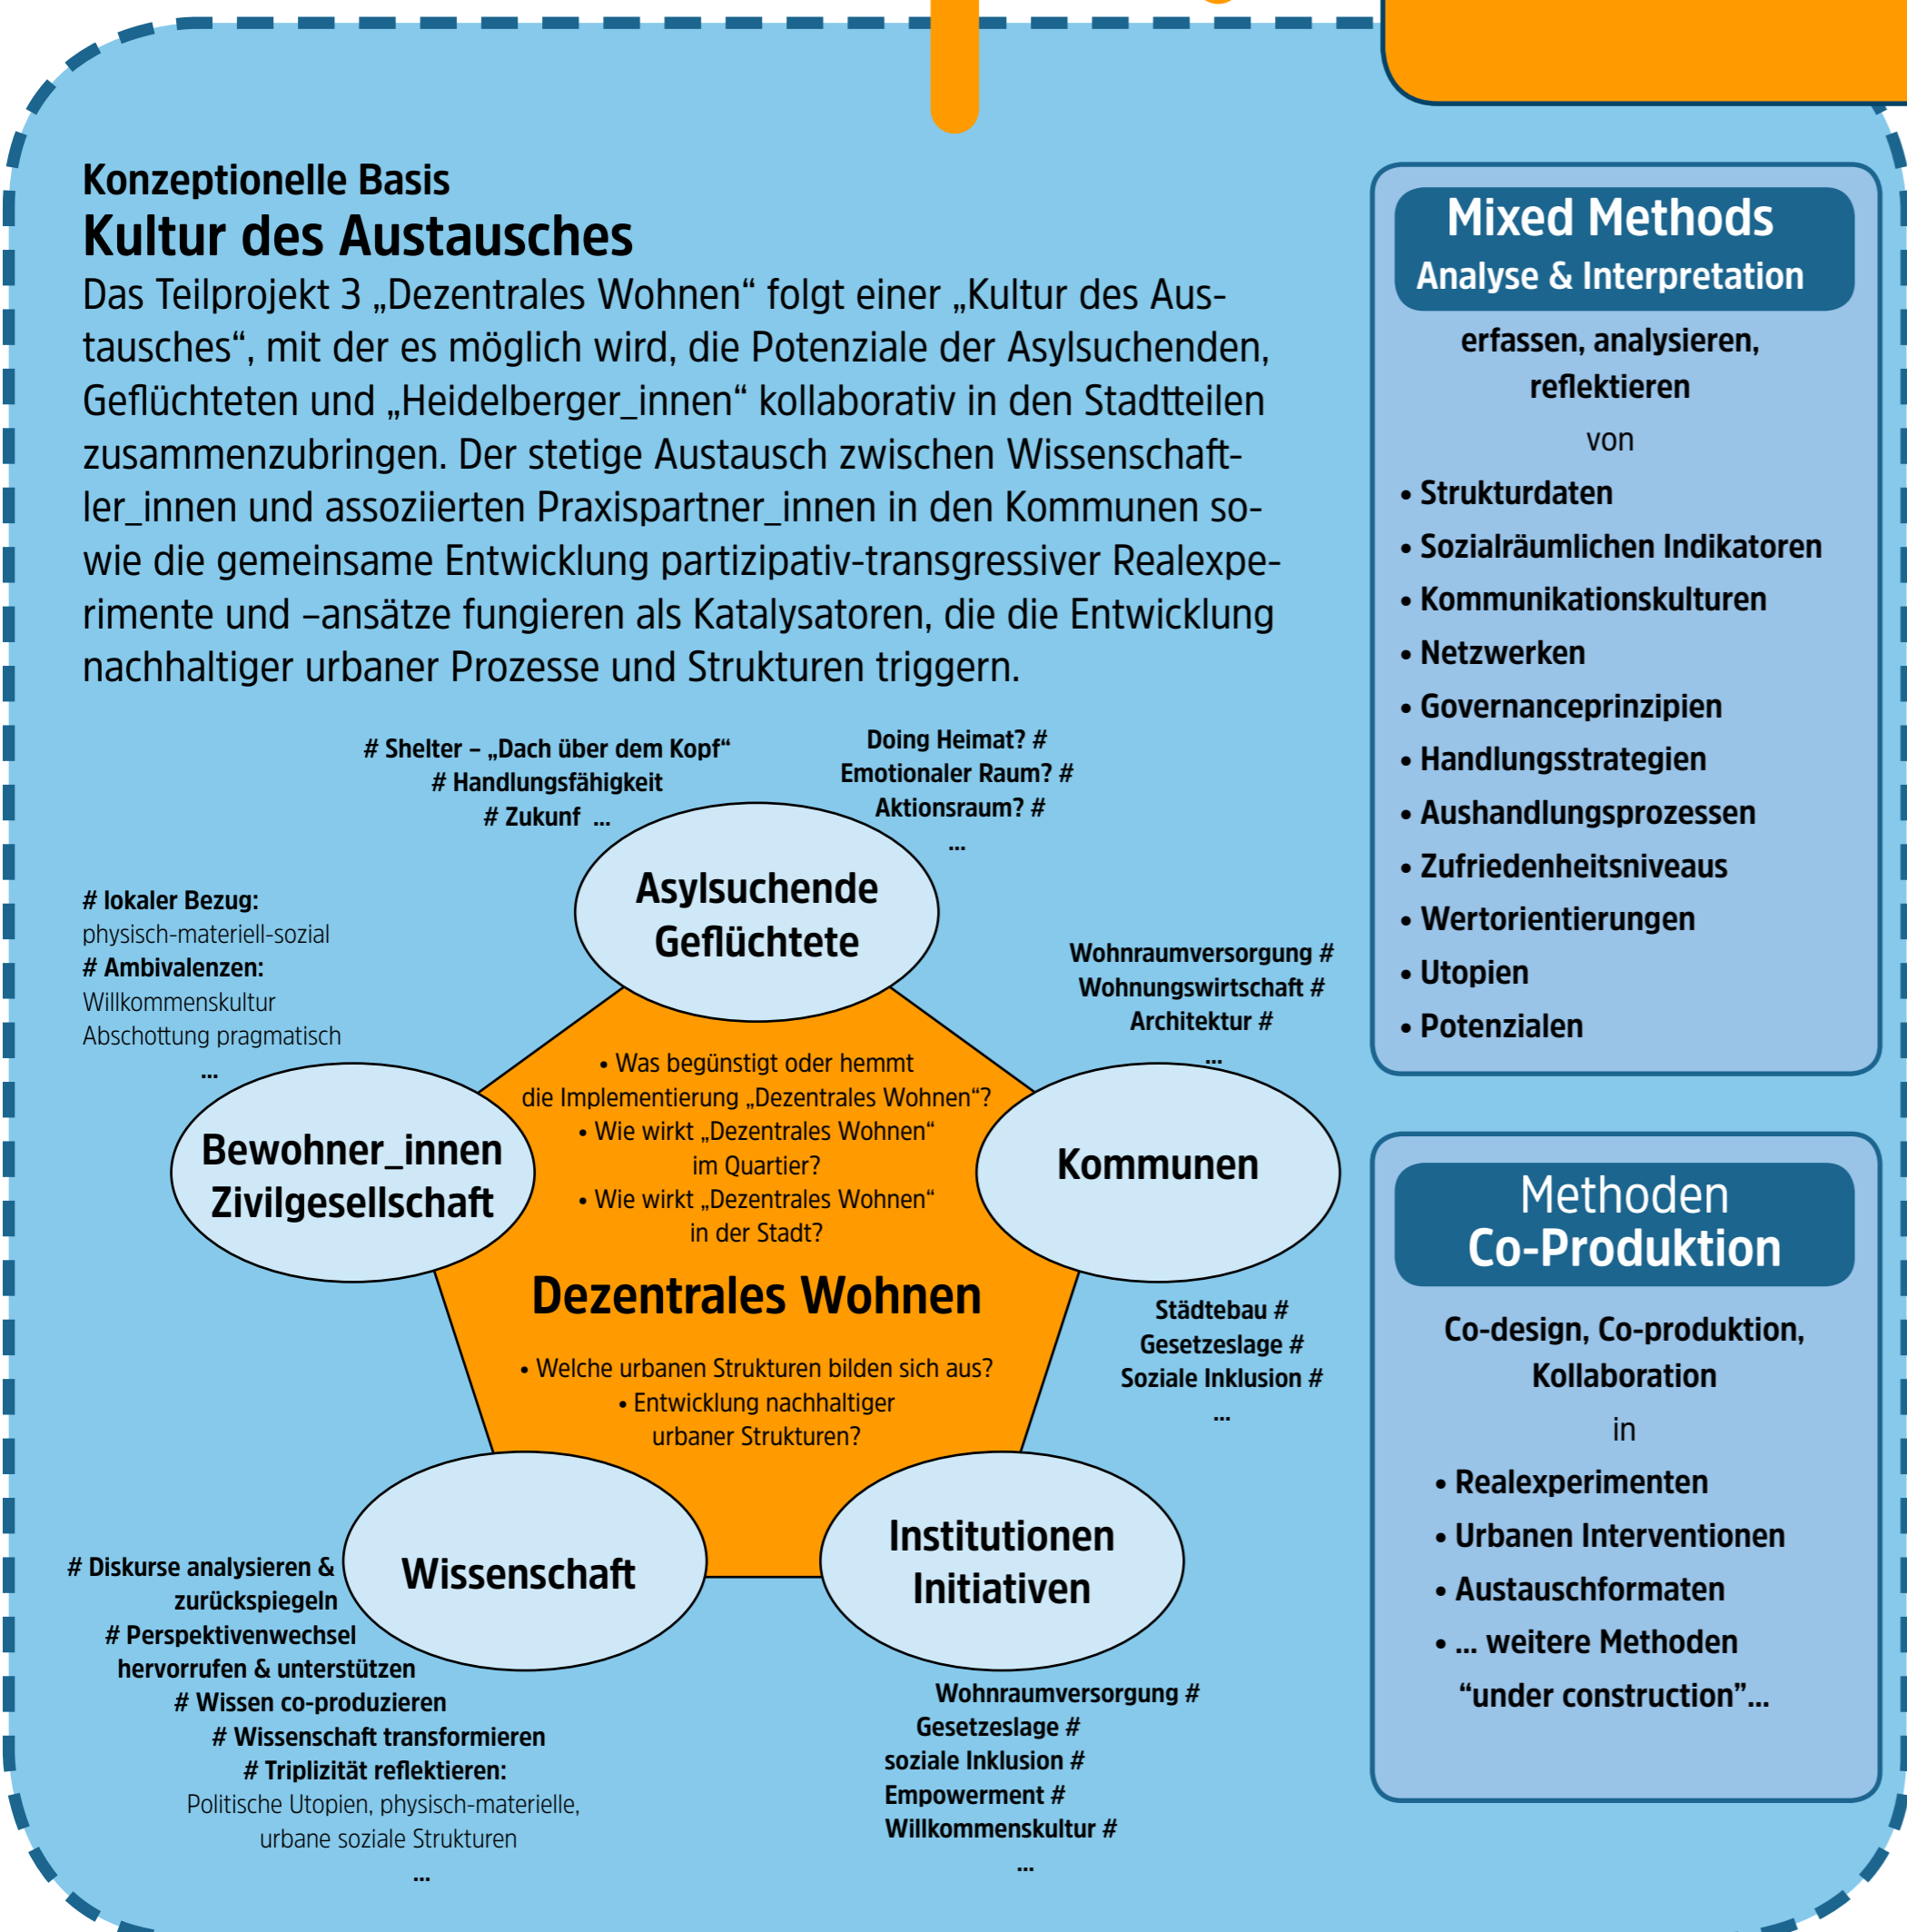 Konzeptionelle Basis
Kultur des Austausches
Das Teilprojekt 3 „Dezentrales Wohnen“ folgt einer „Kultur des Aus-
tausches“, mit der es möglich wird, die Potenziale der Asylsuchenden,
Geflüchteten und „Heidelberger_innen“ kollaborativ in den Stadtteilen
zusammenzubringen. Der stetige Austausch zwischen Wissenschaft-
ler_innen und assoziierten Praxispartner_innen in den Kommunen so-
wie die gemeinsame Entwicklung partizipativ-transgressiver Realexpe-
rimente und –ansätze fungieren als Katalysatoren, die die Entwicklung
nachhaltiger urbaner Prozesse und Strukturen triggern.
# Shelter – „Dach über dem Kopf“
# Handlungsfähigkeit
# Zukunf ...
Doing Heimat? #
Emotionaler Raum? #
Aktionsraum? #
...
Asylsuchende
Geflüchtete
# lokaler Bezug:
physisch-materiell-sozial
# Ambivalenzen:
Willkommenskultur
Abschottung pragmatisch
...
Bewohner_innen
Zivilgesellschaft
Wohnraumversorgung #
Wohnungswirtschaft #
Architektur #
...
Kommunen
Städtebau #
Gesetzeslage #
Soziale Inklusion #
...
• Was begünstigt oder hemmt
die Implementierung „Dezentrales Wohnen“?
• Wie wirkt „Dezentrales Wohnen“
im Quartier?
• Wie wirkt „Dezentrales Wohnen“
in der Stadt?
Dezentrales Wohnen
• Welche urbanen Strukturen bilden sich aus?
• Entwicklung nachhaltiger
urbaner Strukturen?
Wissenschaft
# Diskurse analysieren &
zurückspiegeln
# Perspektivenwechsel
hervorrufen & unterstützen
# Wissen co-produzieren
# Wissenschaft transformieren
# Triplizität reflektieren:
Politische Utopien, physisch-materielle,
urbane soziale Strukturen
...
Institutionen
Initiativen
Wohnraumversorgung #
Gesetzeslage #
soziale Inklusion #
Empowerment #
Willkommenskultur #
...
Mixed Methods
Analyse & Interpretation
erfassen, analysieren,
reflektieren
von
• Strukturdaten
• Sozialräumlichen Indikatoren
• Kommunikationskulturen
• Netzwerken
• Governanceprinzipien
• Handlungsstrategien
• Aushandlungsprozessen
• Zufriedenheitsniveaus
• Wertorientierungen
• Utopien
• Potenzialen
Methoden
Co-Produktion
Co-design, Co-produktion,
Kollaboration
in
• Realexperimenten
• Urbanen Interventionen
• Austauschformaten
• ... weitere Methoden
“under construction”...